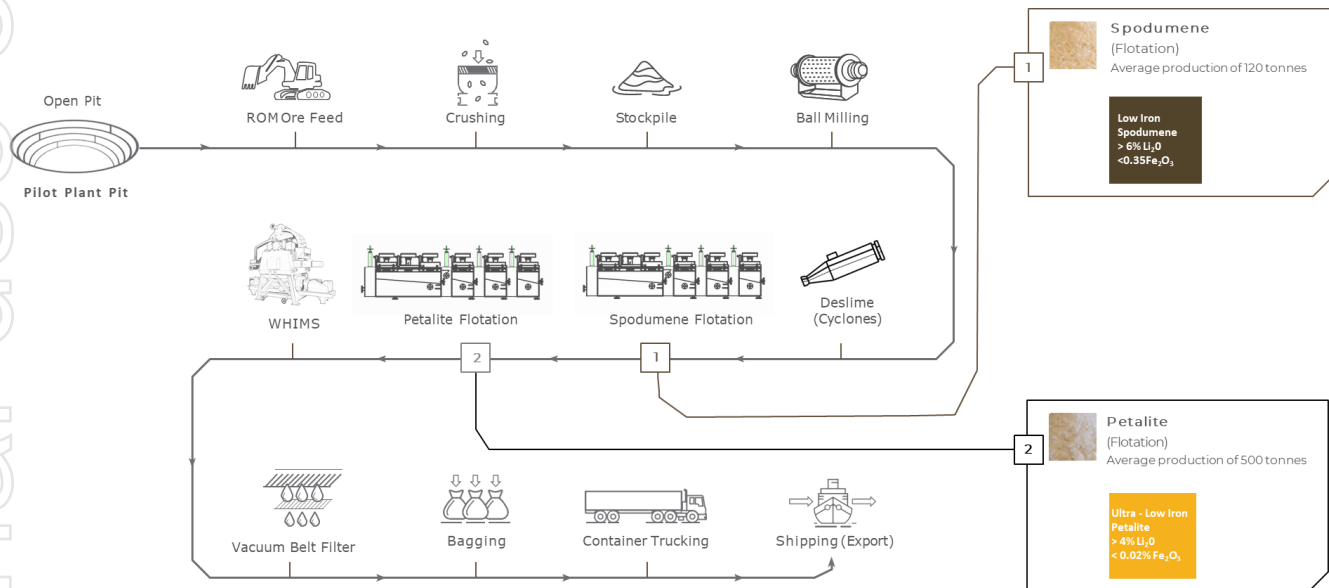 Open Pit
Pilot Plant Pit
ROM Ore Feed
Crushing
Stockpile
Ball Milling
WHIMS
Petalite Flotation
Spodumene Flotation
Deslime
(Cyclones)
2
1
Vacuum Belt Filter
Bagging
Container Trucking
Shipping (Export)
1
Spodumene
(Flotation)
Average production of 120 tonnes
Low Iron
Spodumene
> 6% Li₂0
<0.35Fe₂O₃
2
Petalite
(Flotation)
Average production of 500 tonnes
Ultra - Low Iron
Petalite
> 4% Li₂0
< 0.02% Fe₂O₃